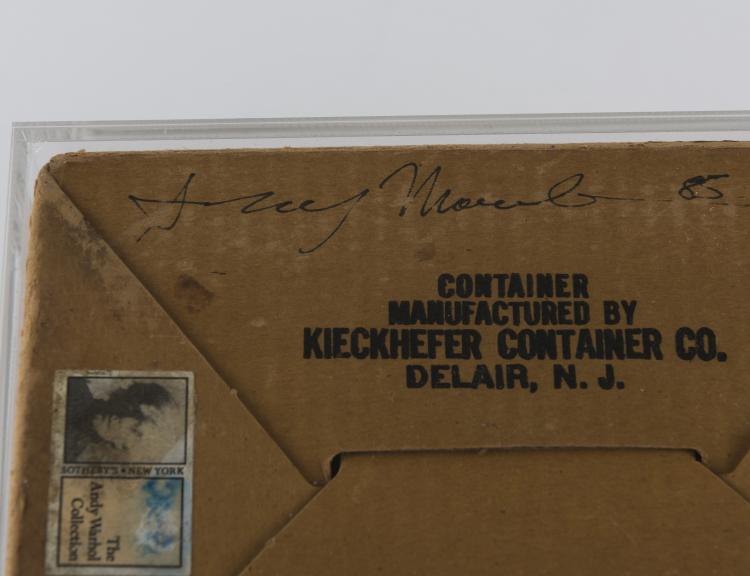 85
CONTAINER
MANUFACTURED BY
KIECKHEFER CONTAINER CO.
DELAIR, N. J.
SOTHEBY'S • NEW YORK
The
Andy Warhol
Collection